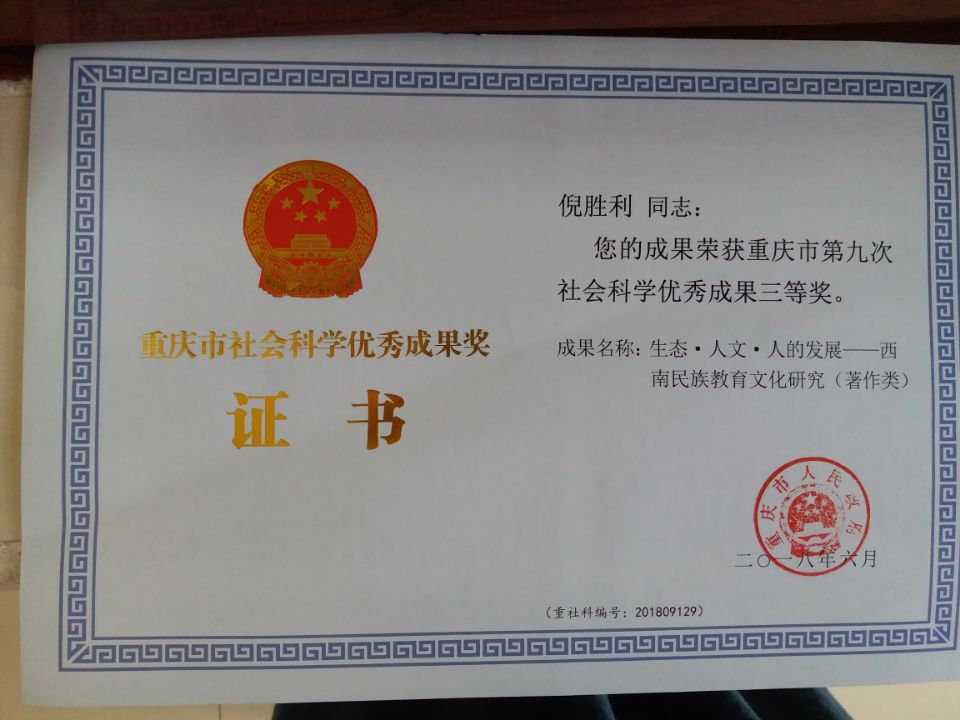 重庆市社会科学优秀成果奖
证 书
倪胜利 同志：
您的成果荣获重庆市第九次
社会科学优秀成果三等奖。
成果名称：生态·人文·人的发展——西
南民族教育文化研究（著作类）
重庆市人民政府
二〇一八年六月
（重社科编号：201809129）